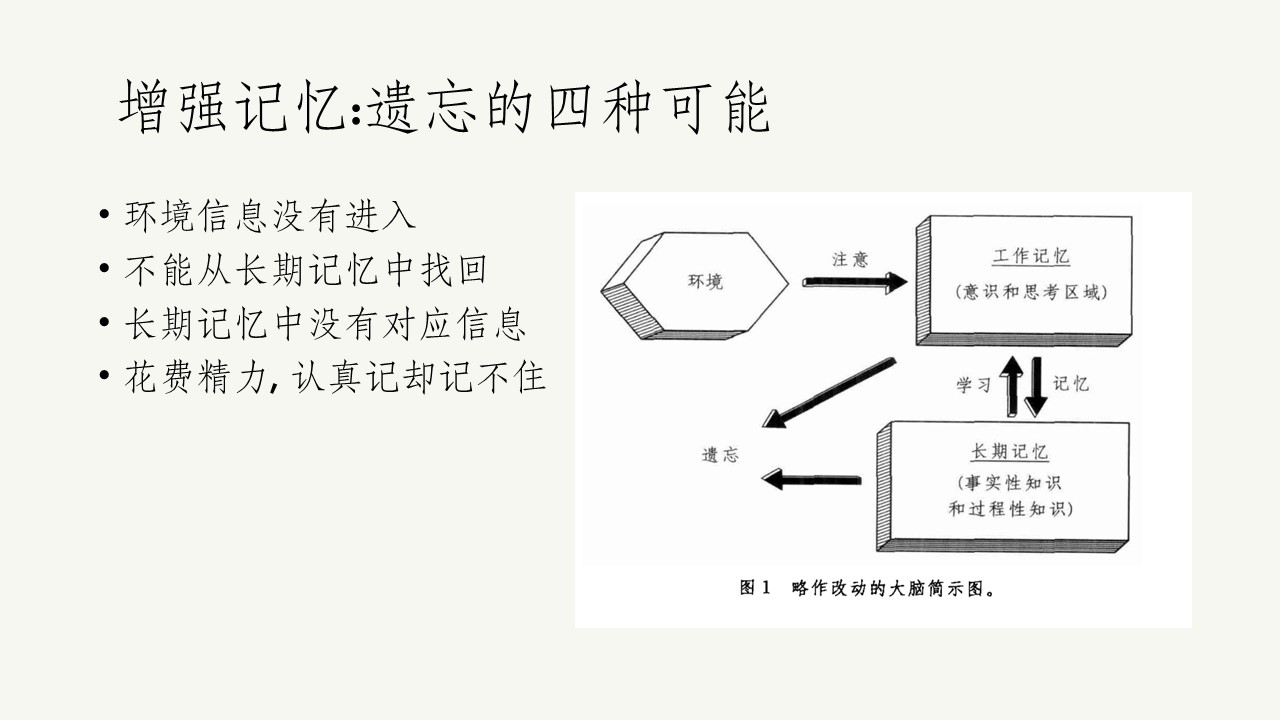 增强记忆:遗忘的四种可能
• 环境信息没有进入
• 不能从长期记忆中找回
• 长期记忆中没有对应信息
• 花费精力, 认真记却记不住
环境
注意
工作记忆
(意识和思考区域)
学习
记忆
遗忘
长期记忆
(事实性知识
和过程性知识)
图1 略作改动的大脑简示图。